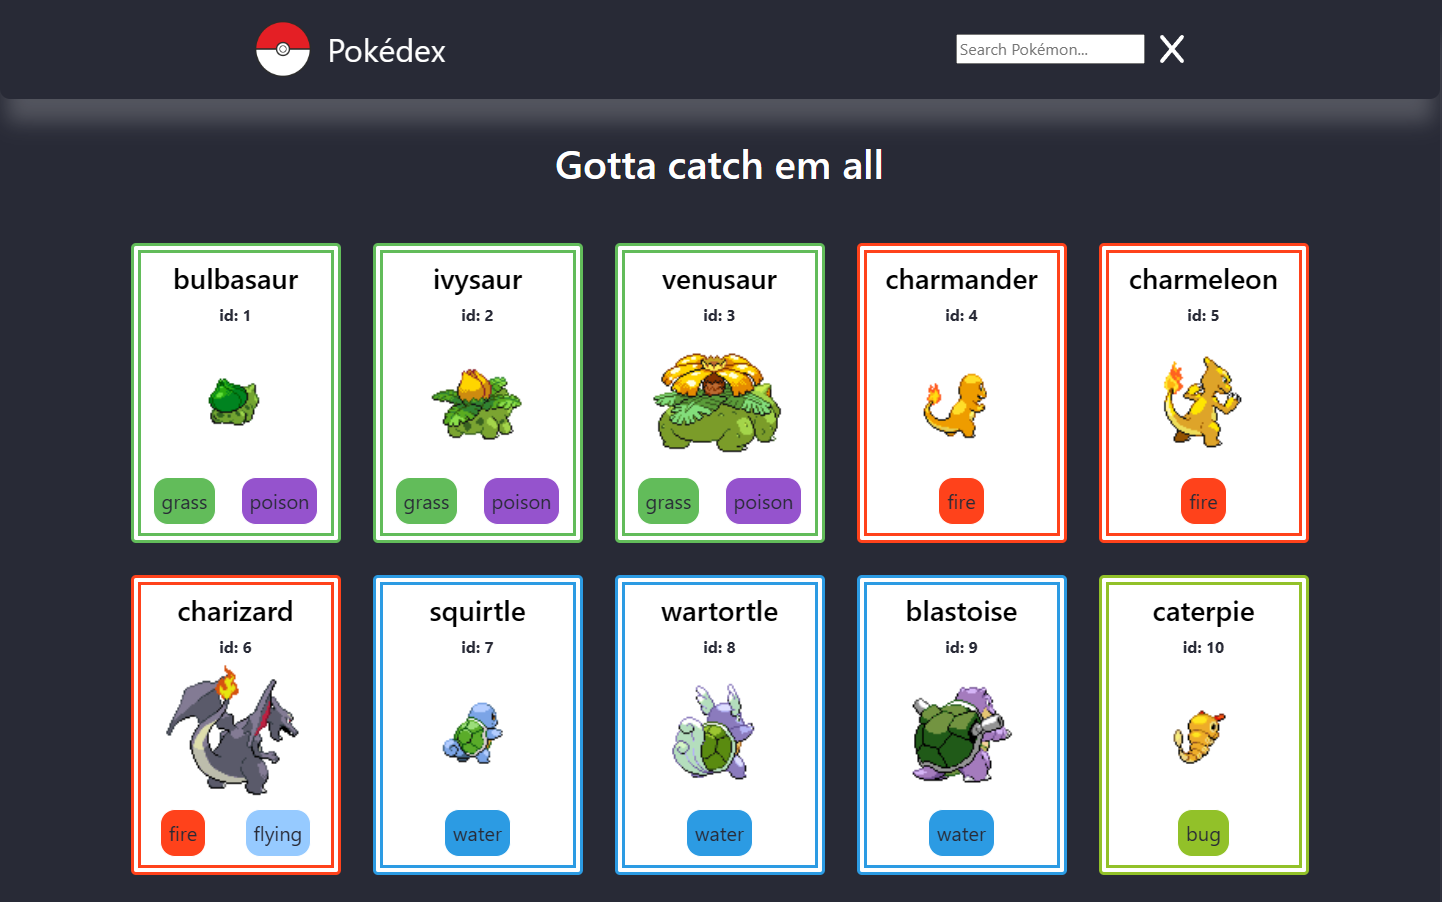 Pokédex
Search Pokémon...
Gotta catch em all
bulbasaur
id: 1
grass poison
ivysaur
id: 2
grass poison
venusaur
id: 3
grass poison
charmander
id: 4
fire
charmeleon
id: 5
fire
charizard
id: 6
fire flying
squirtle
id: 7
water
wartortle
id: 8
water
blastoise
id: 9
water
caterpie
id: 10
bug